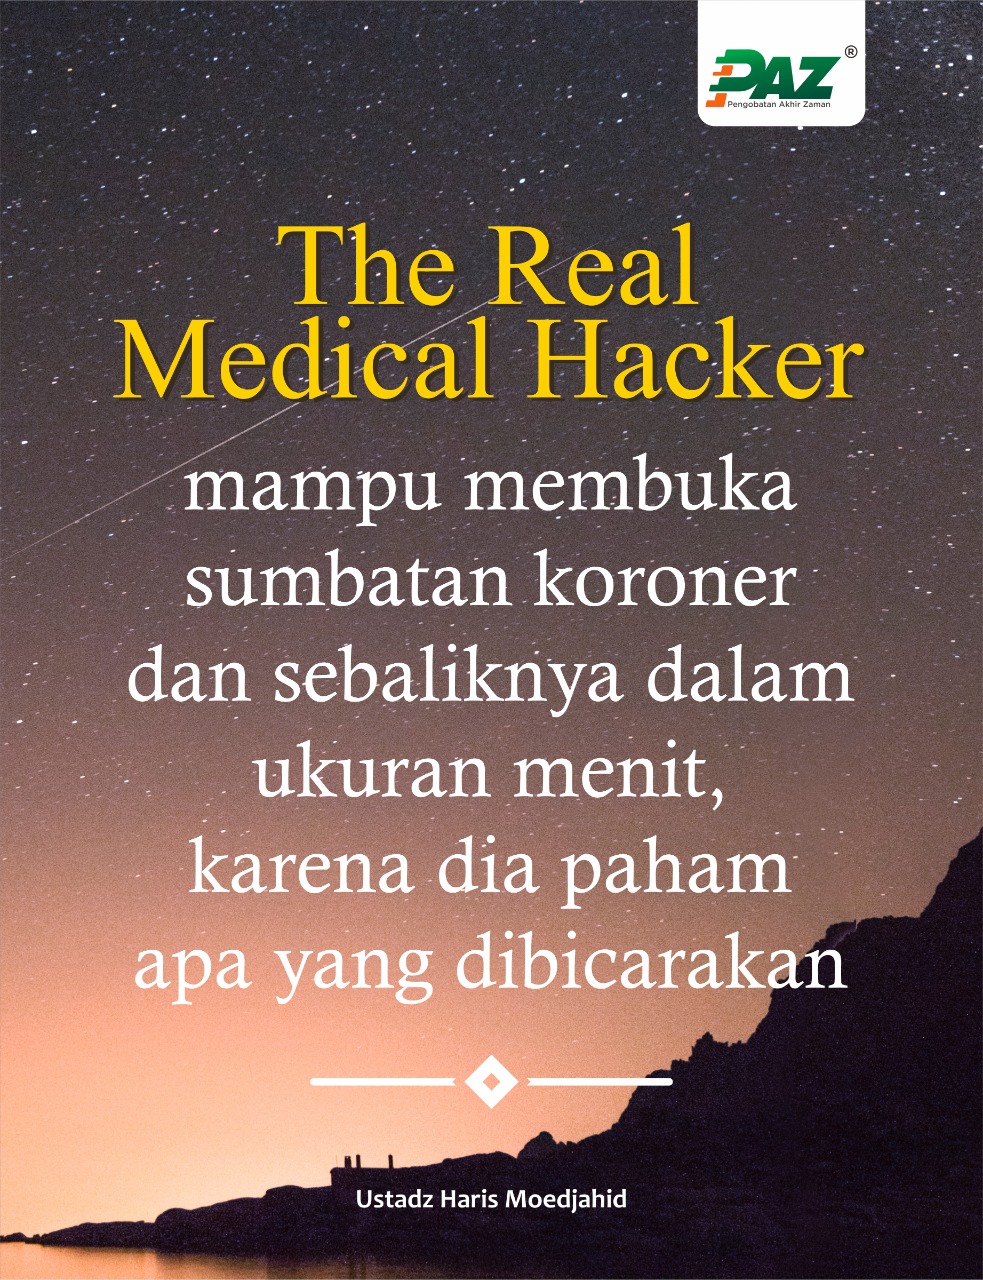 PAZ®
Pengobatan Akhir Zaman
The Real
Medical Hacker
mampu membuka
sumbatan koroner
dan sebaliknya dalam
ukuran menit,
karena dia paham
apa yang dibicarakan
Ustadz Haris Moedjahid